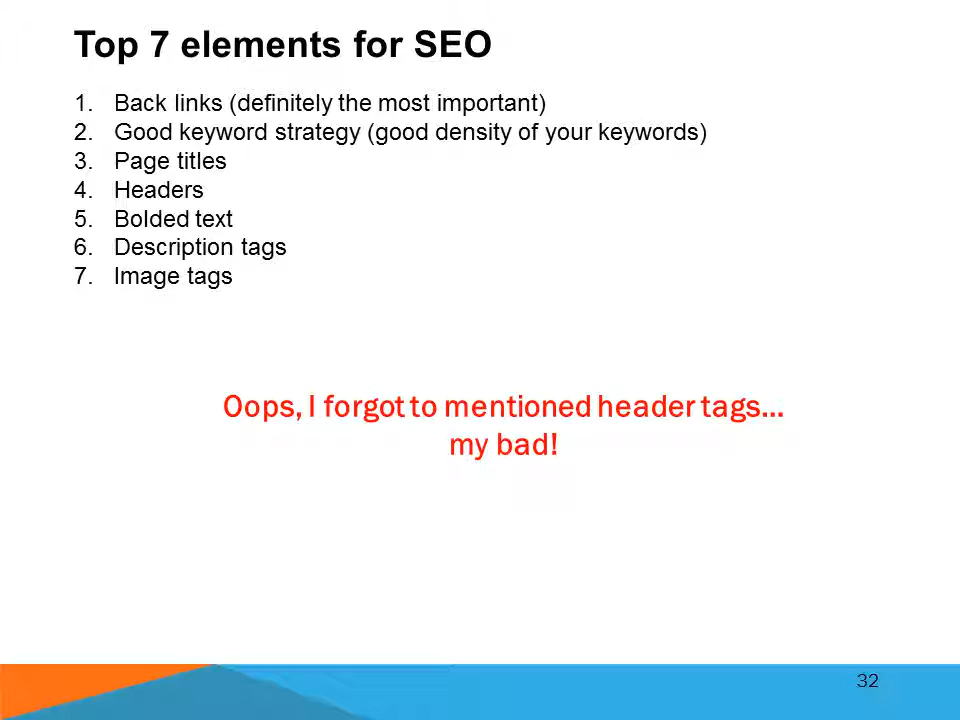 Top 7 elements for SEO
1. Back links (definitely the most important)
2. Good keyword strategy (good density of your keywords)
3. Page titles
4. Headers
5. Bolded text
6. Description tags
7. Image tags
Oops, I forgot to mentioned header tags...
my bad!
32